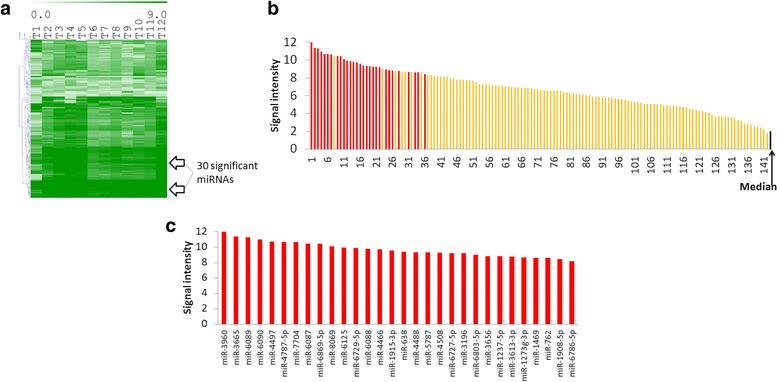 a
0.0
9.0
T1 T2 T3 T4 T5 T6 T7 T8 T9 T10 T11 T12
30 significant
miRNAs
b
Signal intensity
12
10
8
6
4
2
0
1 6 11 16 21 26 31 36 41 46 51 56 61 66 71 76 81 86 91 96 101 106 111 116 121 126 131 136 141
Median
c
Signal intensity
12
10
8
6
4
2
0
miR-3960
miR-3665
miR-6089
miR-6090
miR-4497
miR-4787-5p
miR-7704
miR-6087
miR-6869-5p
miR-8069
miR-6125
miR-6729-5p
miR-6088
miR-4466
miR-1915-3p
miR-638
miR-4488
miR-5787
miR-4508
miR-6727-5p
miR-3196
miR-6803-5p
miR-3656
miR-1237-5p
miR-3613-3p
miR-1273g-3p
miR-1469
miR-762
miR-1908-5p
miR-6786-5p